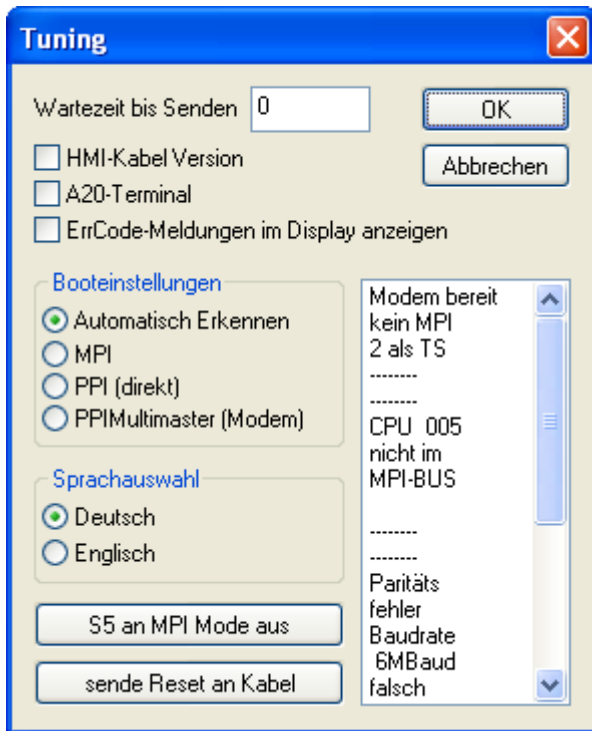 Tuning
Wartezeit bis Senden 0
OK
Abbrechen
HMI-Kabel Version
A20-Terminal
ErrCode-Meldungen im Display anzeigen
Booteinstellungen
Automatisch Erkennen
MPI
PPI (direkt)
PPIMultimaster (Modem)
Sprachauswahl
Deutsch
Englisch
S5 an MPI Mode aus
sende Reset an Kabel
Modem bereit
kein MPI
2 als TS
--------
--------
CPU 005
nicht im
MPI-BUS
--------
--------
Paritäts
fehler
Baudrate
6MBaud
falsch